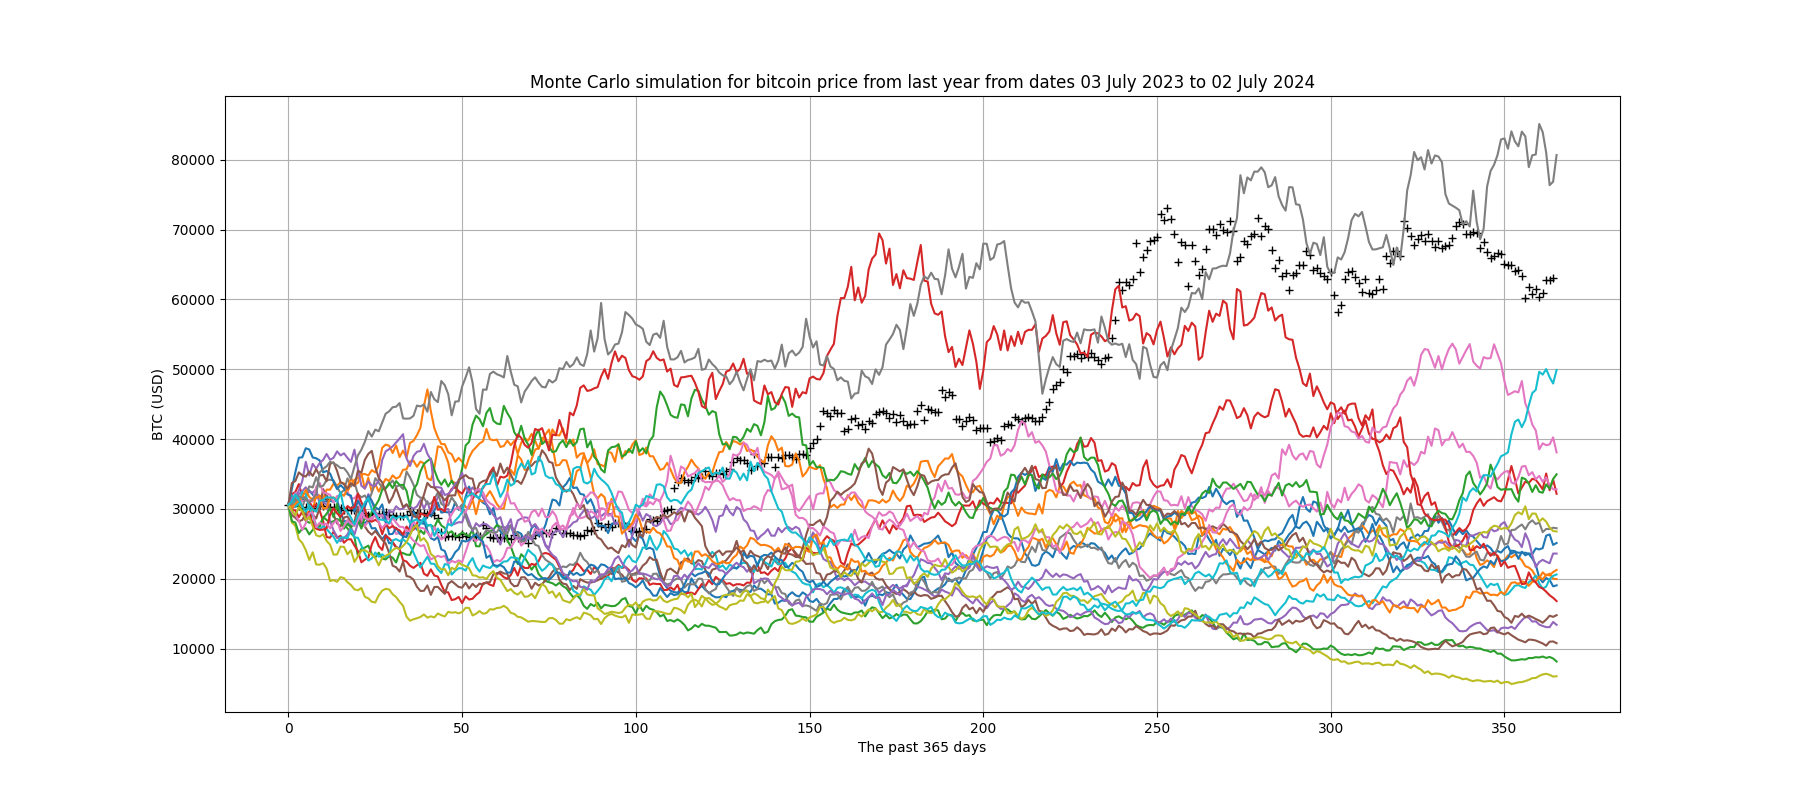 Monte Carlo simulation for bitcoin price from last year from dates 03 July 2023 to 02 July 2024
80000
70000
60000
50000
40000
30000
20000
10000
BTC (USD)
0 50 100 150 200 250 300 350
The past 365 days